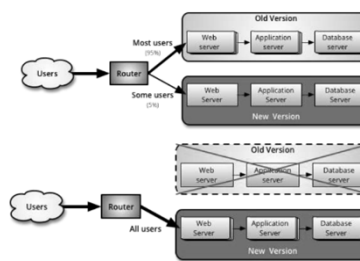 Old Version
Most users
(95%)
Web
server
Application
server
Database
server
Users
Router
Some users
(5%)
Web
Server
Application
Server
Database
Server
New Version
Old Version
Web
server
Application
server
Database
server
Users
Router
All users
Web
Server
Application
Server
Database
Server
New Version